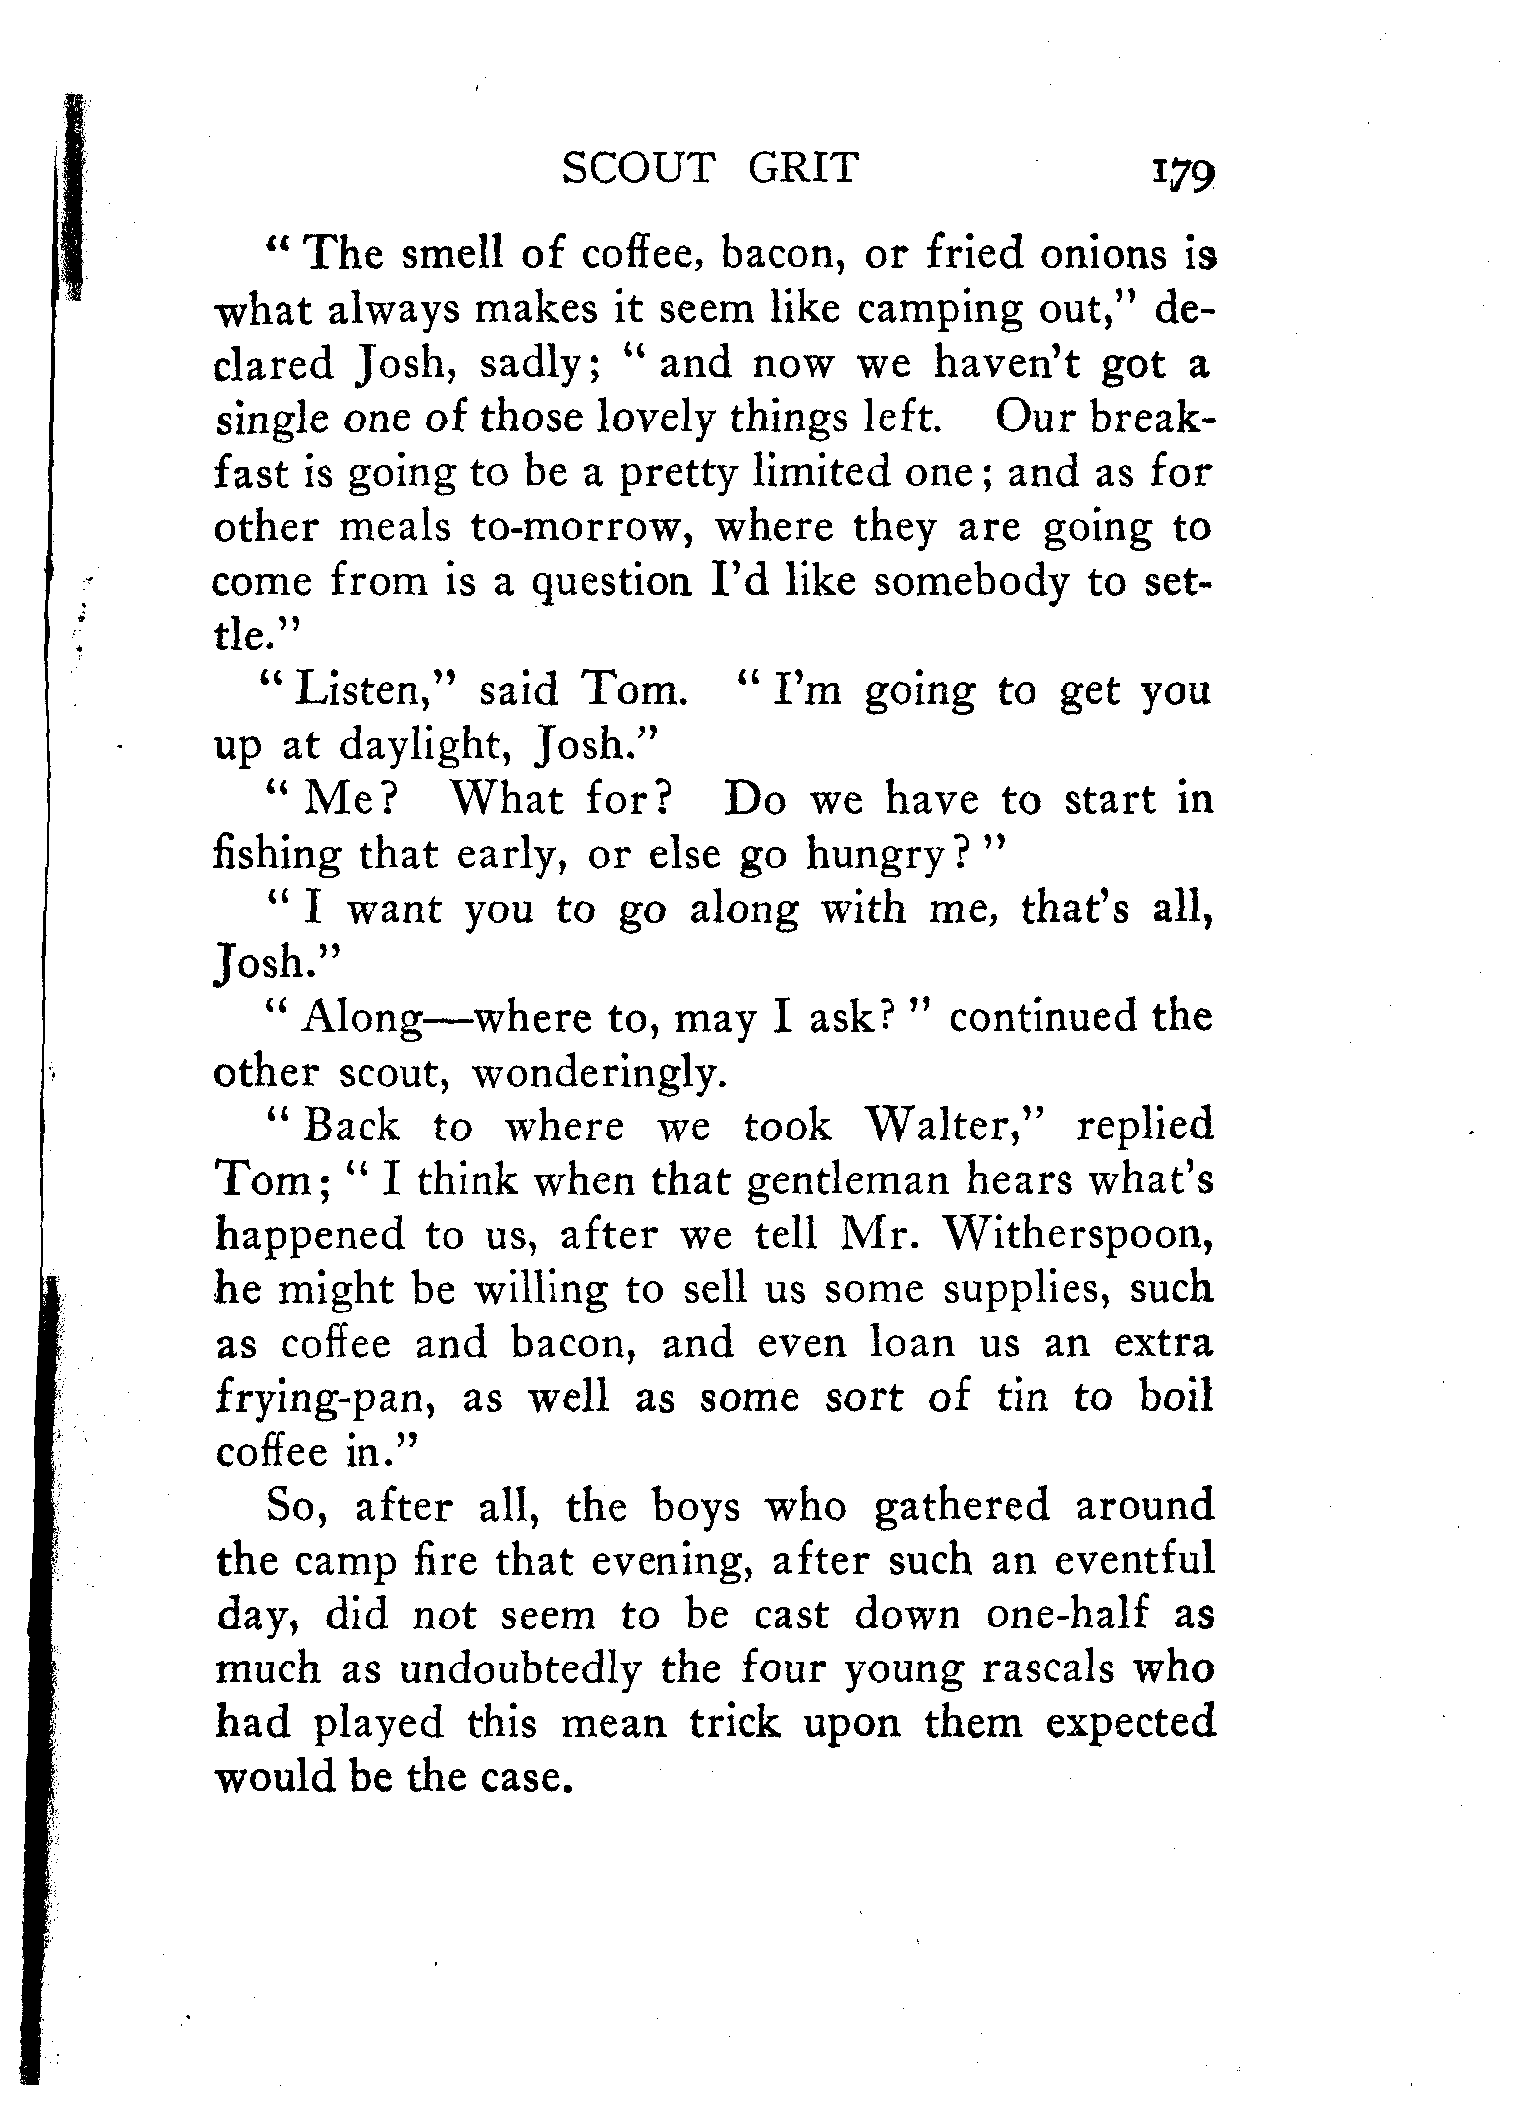 SCOUT GRIT 179
“ The smell of coffee, bacon, or fried onions is
what always makes it seem like camping out,” de-
clared Josh, sadly; “ and now we haven't got a
single one of those lovely things left. Our break-
fast is going to be a pretty limited one; and as for
other meals to-morrow, where they are going to
come from is a question I'd like somebody to set-
tle.”
“ Listen,” said Tom. “ I'm going to get you
up at daylight, Josh.”
“ Me? What for? Do we have to start in
fishing that early, or else go hungry? ”
“ I want you to go along with me, that's all,
Josh.”
“ Along—where to, may I ask? ” continued the
other scout, wonderingly.
“ Back to where we took Walter,” replied
Tom; “ I think when that gentleman hears what's
happened to us, after we tell Mr. Witherspoon,
he might be willing to sell us some supplies, such
as coffee and bacon, and even loan us an extra
frying-pan, as well as some sort of tin to boil
coffee in.”
So, after all, the boys who gathered around
the camp fire that evening, after such an eventful
day, did not seem to be cast down one-half as
much as undoubtedly the four young rascals who
had played this mean trick upon them expected
would be the case.